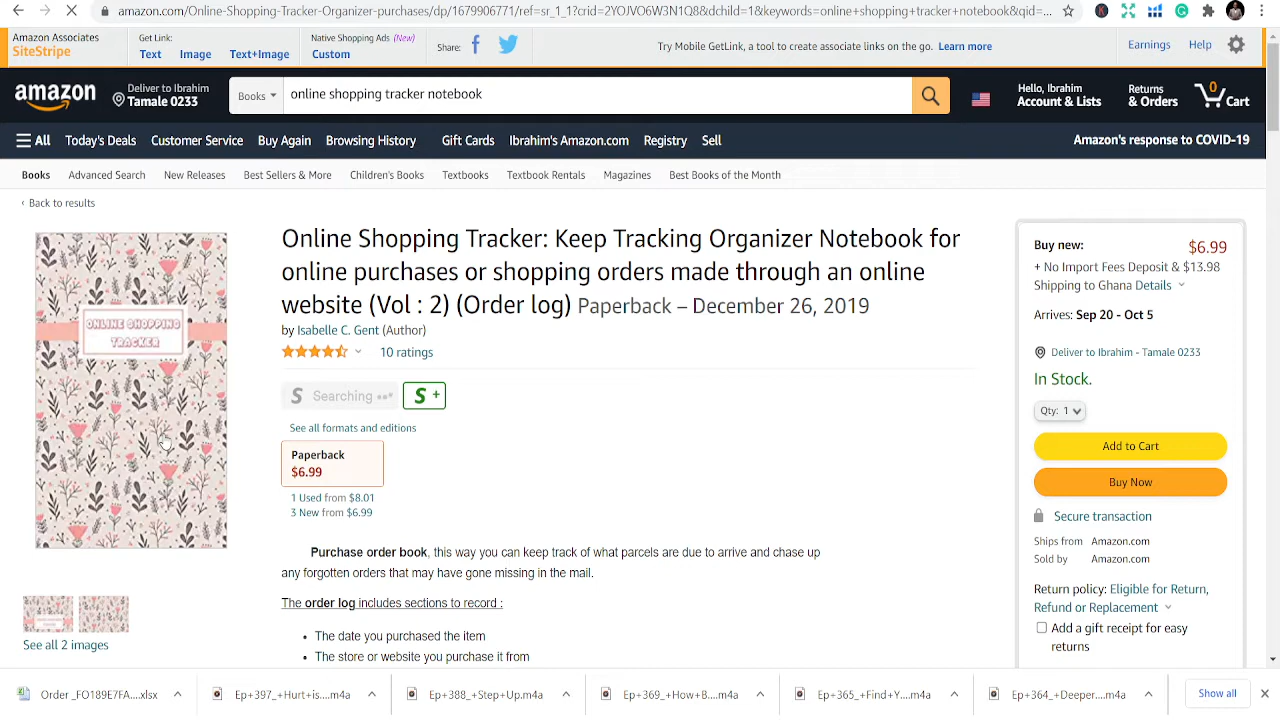 amazon.com/Online-Shopping-Tracker-Organizer-purchases/dp/1679906771/ref=sr_1_1?crid=2YOJVO6W3N1Q8&dchild=1&keywords=online+shopping+tracker+notebook&qid=...
Amazon Associates
SiteStripe
Get Link:
Text Image Text+Image
Native Shopping Ads (New)
Custom
Share:
Try Mobile GetLink, a tool to create associate links on the go. Learn more
Earnings Help
amazon
Deliver to Ibrahim
Tamale 0233
Books
online shopping tracker notebook
Hello, Ibrahim
Account & Lists
Returns
& Orders
0
Cart
All Today's Deals Customer Service Buy Again Browsing History Gift Cards Ibrahim's Amazon.com Registry Sell
Amazon's response to COVID-19
Books Advanced Search New Releases Best Sellers & More Children's Books Textbooks Textbook Rentals Magazines Best Books of the Month
‹ Back to results
ONLINE SHOPPING
TRACKER
See all 2 images
Online Shopping Tracker: Keep Tracking Organizer Notebook for
online purchases or shopping orders made through an online
website (Vol : 2) (Order log) Paperback – December 26, 2019
by Isabelle C. Gent (Author)
10 ratings
S Searching
S +
See all formats and editions
Paperback
$6.99
1 Used from $8.01
3 New from $6.99
Purchase order book, this way you can keep track of what parcels are due to arrive and chase up
any forgotten orders that may have gone missing in the mail.
The order log includes sections to record :
• The date you purchased the item
• The store or website you purchase it from
Buy new: $6.99
+ No Import Fees Deposit & $13.98
Shipping to Ghana Details
Arrives: Sep 20 - Oct 5
Deliver to Ibrahim - Tamale 0233
In Stock.
Qty: 1
Add to Cart
Buy Now
Secure transaction
Ships from Amazon.com
Sold by Amazon.com
Return policy: Eligible for Return,
Refund or Replacement
Add a gift receipt for easy
returns
Order _FO189E7FA....xlsx
Ep+397_+Hurt+is....m4a
Ep+388_+Step+Up.m4a
Ep+369_+How+B....m4a
Ep+365_+Find+Y....m4a
Ep+364_+Deeper....m4a
Show all